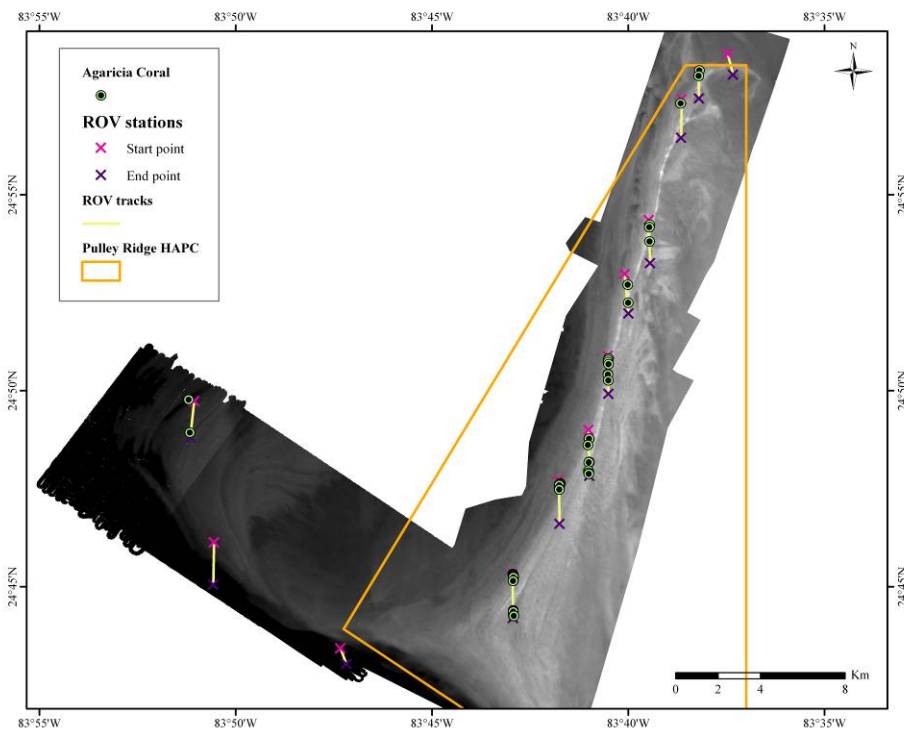 83°55'W 83°50'W 83°45'W 83°40'W 83°35'W
N
Agaricia Coral
ROV stations
Start point
End point
ROV tracks
Pulley Ridge HAPC
24°55'N 24°55'N
24°50'N 24°50'N
24°45'N 24°45'N
Km
0 2 4 8
83°55'W 83°50'W 83°45'W 83°40'W 83°35'W